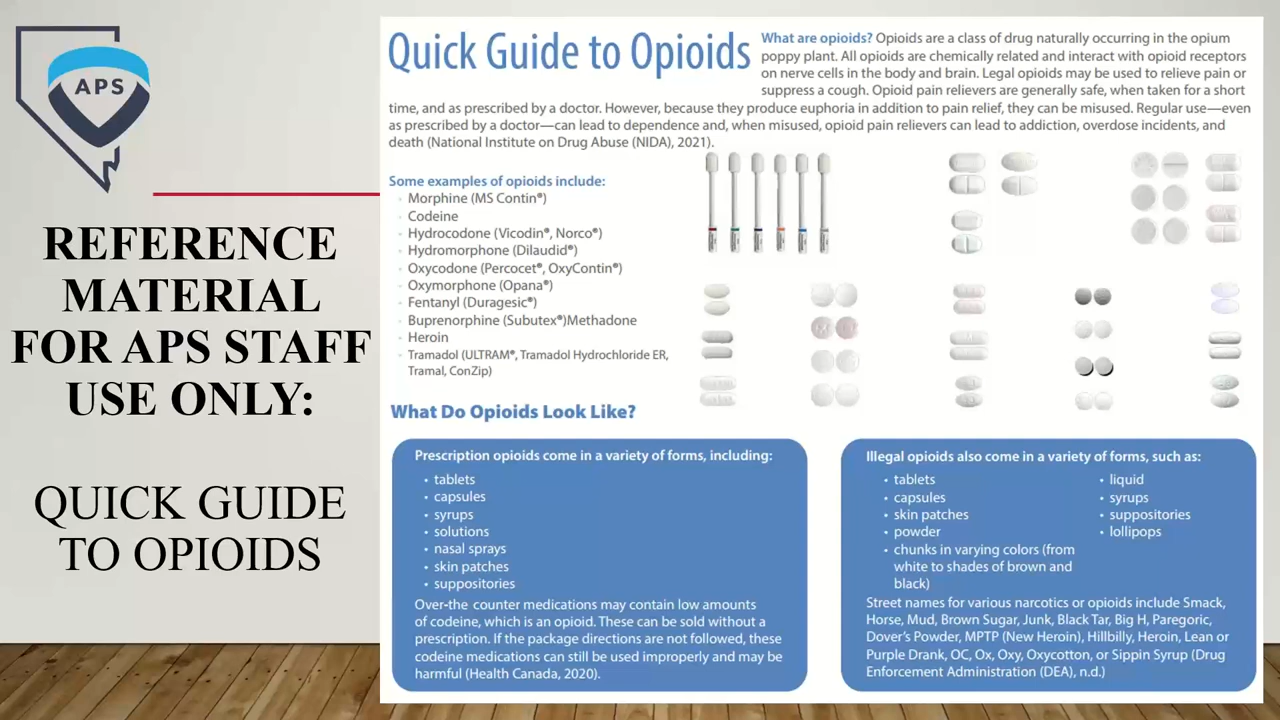 APS
REFERENCE
MATERIAL
FOR APS STAFF
USE ONLY:
QUICK GUIDE
TO OPIOIDS
Quick Guide to Opioids
What are opioids? Opioids are a class of drug naturally occurring in the opium
poppy plant. All opioids are chemically related and interact with opioid receptors
on nerve cells in the body and brain. Legal opioids may be used to relieve pain or
suppress a cough. Opioid pain relievers are generally safe, when taken for a short
time, and as prescribed by a doctor. However, because they produce euphoria in addition to pain relief, they can be misused. Regular use—even
as prescribed by a doctor—can lead to dependence and, when misused, opioid pain relievers can lead to addiction, overdose incidents, and
death (National Institute on Drug Abuse (NIDA), 2021).
Some examples of opioids include:
Morphine (MS Contin®)
Codeine
Hydrocodone (Vicodin®, Norco®)
Hydromorphone (Dilaudid®)
Oxycodone (Percocet®, OxyContin®)
Oxymorphone (Opana®)
Fentanyl (Duragesic®)
Buprenorphine (Subutex®)Methadone
Heroin
Tramadol (ULTRAM®, Tramadol Hydrochloride ER,
Tramal, ConZip)
What Do Opioids Look Like?
Prescription opioids come in a variety of forms, including:
• tablets
• capsules
• syrups
• solutions
• nasal sprays
• skin patches
• suppositories
Over-the counter medications may contain low amounts
of codeine, which is an opioid. These can be sold without a
prescription. If the package directions are not followed, these
codeine medications can still be used improperly and may be
harmful (Health Canada, 2020).
Illegal opioids also come in a variety of forms, such as:
• tablets
• capsules
• skin patches
• powder
• chunks in varying colors (from
white to shades of brown and
black)
• liquid
• syrups
• suppositories
• lollipops
Street names for various narcotics or opioids include Smack,
Horse, Mud, Brown Sugar, Junk, Black Tar, Big H, Paregoric,
Dover's Powder, MPTP (New Heroin), Hillbilly, Heroin, Lean or
Purple Drank, OC, Ox, Oxy, Oxycotton, or Sippin Syrup (Drug
Enforcement Administration (DEA), n.d.)